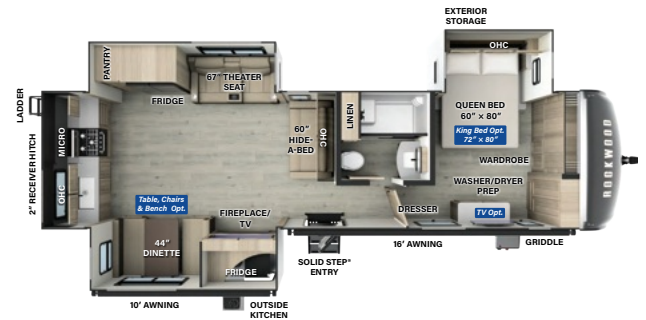 EXTERIOR
STORAGE
OHC
PANTRY
67" THEATER
SEAT
FRIDGE
LADDER
2" RECEIVER HITCH
MICRO
OHC
60"
HIDE-
A-BED
OHC
LINEN
QUEEN BED
60" × 80"
King Bed Opt.
72" × 80"
WARDROBE
WASHER/DRYER
PREP
ROCKWOOD
Table, Chairs
& Bench Opt.
FIREPLACE/
TV
DRESSER
TV Opt.
44"
DINETTE
FRIDGE
SOLID STEP®
ENTRY
16' AWNING
GRIDDLE
10' AWNING
OUTSIDE
KITCHEN